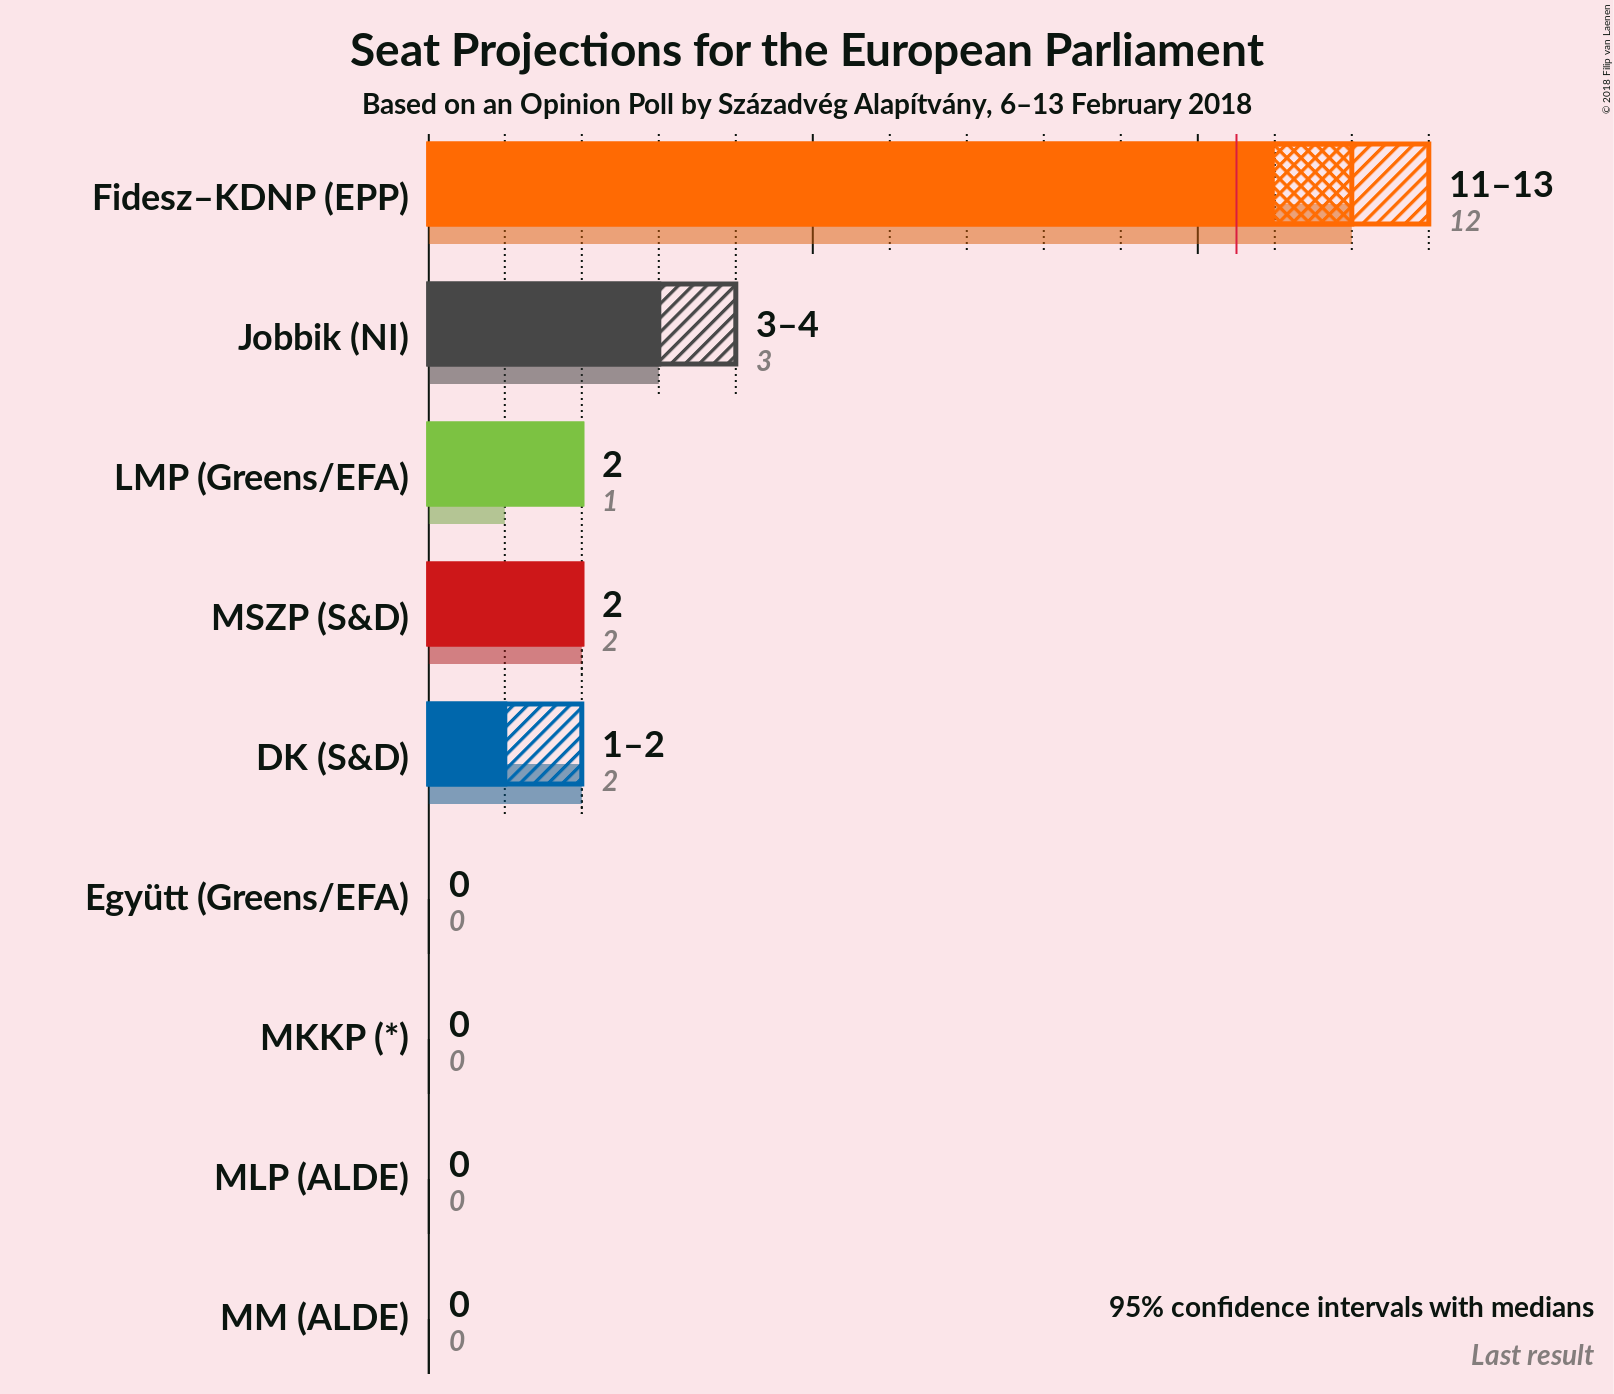 Seat Projections for the European Parliament
Based on an Opinion Poll by Századvég Alapítvány, 6–13 February 2018
© 2018 Filip van Laenen
Fidesz–KDNP (EPP)
11–13
12
Jobbik (NI)
3–4
3
LMP (Greens/EFA)
2
1
MSZP (S&D)
2
2
DK (S&D)
1–2
2
Együtt (Greens/EFA)
0
0
MKKP (*)
0
0
MLP (ALDE)
0
0
MM (ALDE)
0
0
95% confidence intervals with medians
Last result